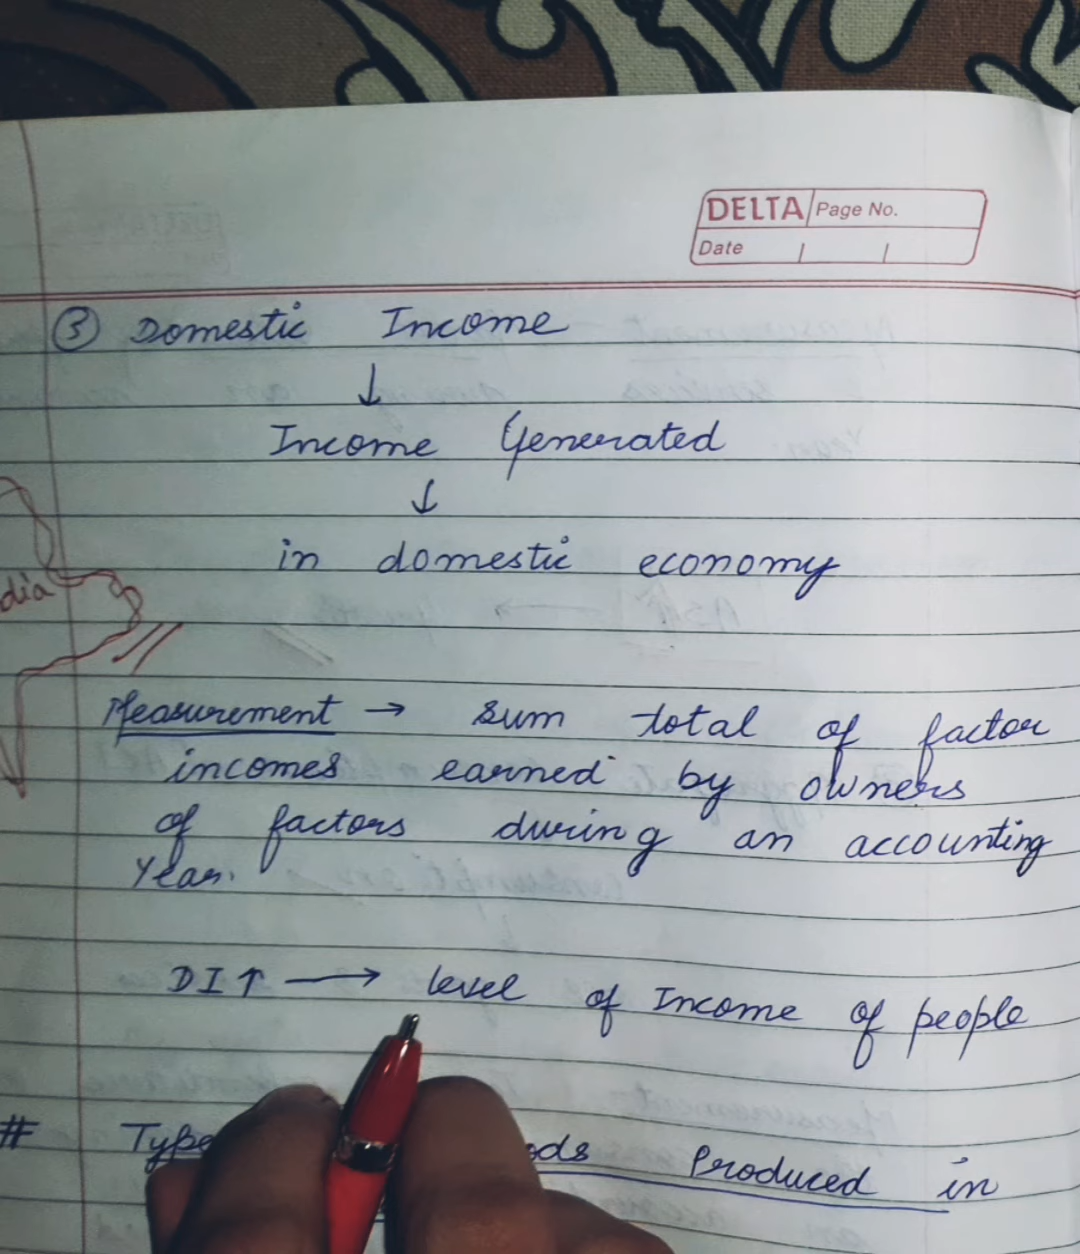 DELTA Page No.
Date
③ Domestic Income
↓
Income Generated
↓
in domestic economy
dia
Measurement → sum total of factor
incomes earned by owners
of factors during an accounting
Year.
DI↑ → level of Income of people
# Produced in